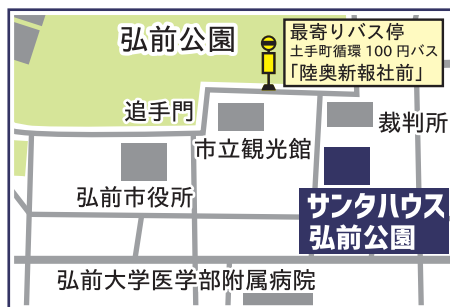 弘前公園
最寄りバス停
土手町循環100円バス
「陸奥新報社前」
追手門
裁判所
市立観光館
弘前市役所
サンタハウス
弘前公園
弘前大学医学部附属病院